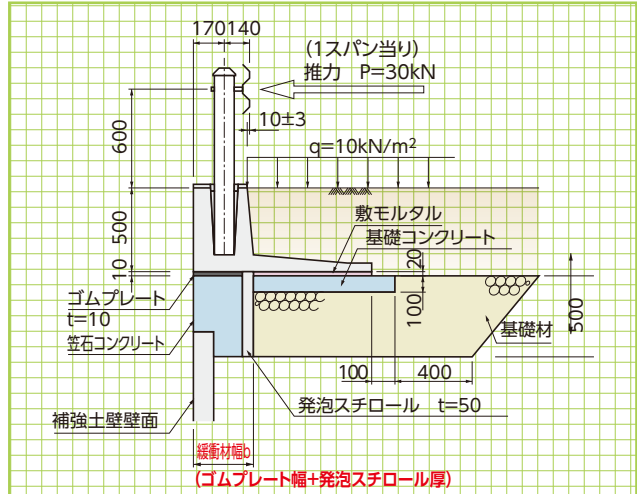 170 140
(1スパン当り)
推力 P=30kN
10±3
600
q=10kN/m²
500
敷モルタル
基礎コンクリート
10
20
ゴムプレート
t=10
100
500
笠石コンクリート
基礎材
100
400
発泡スチロール t=50
補強土壁壁面
緩衝材幅b
(ゴムプレート幅+発泡スチロール厚)